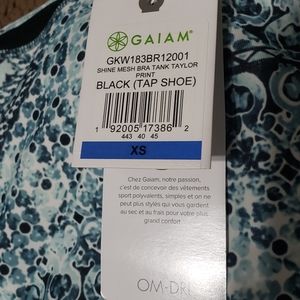 GAIAM
GKW183BR12001
SHINE MESH BRA TANK TAYLOR
PRINT
BLACK (TAP SHOE)
1 92005 17386 2
443 40 45
XS
Chez Gaiam, notre passion,
c'est de concevoir des vêtements
sport polyvalents, simples et on ne
peut plus stylés qui vous gardent
au sec et au frais pour votre plus
grand confort.
OM-DRI